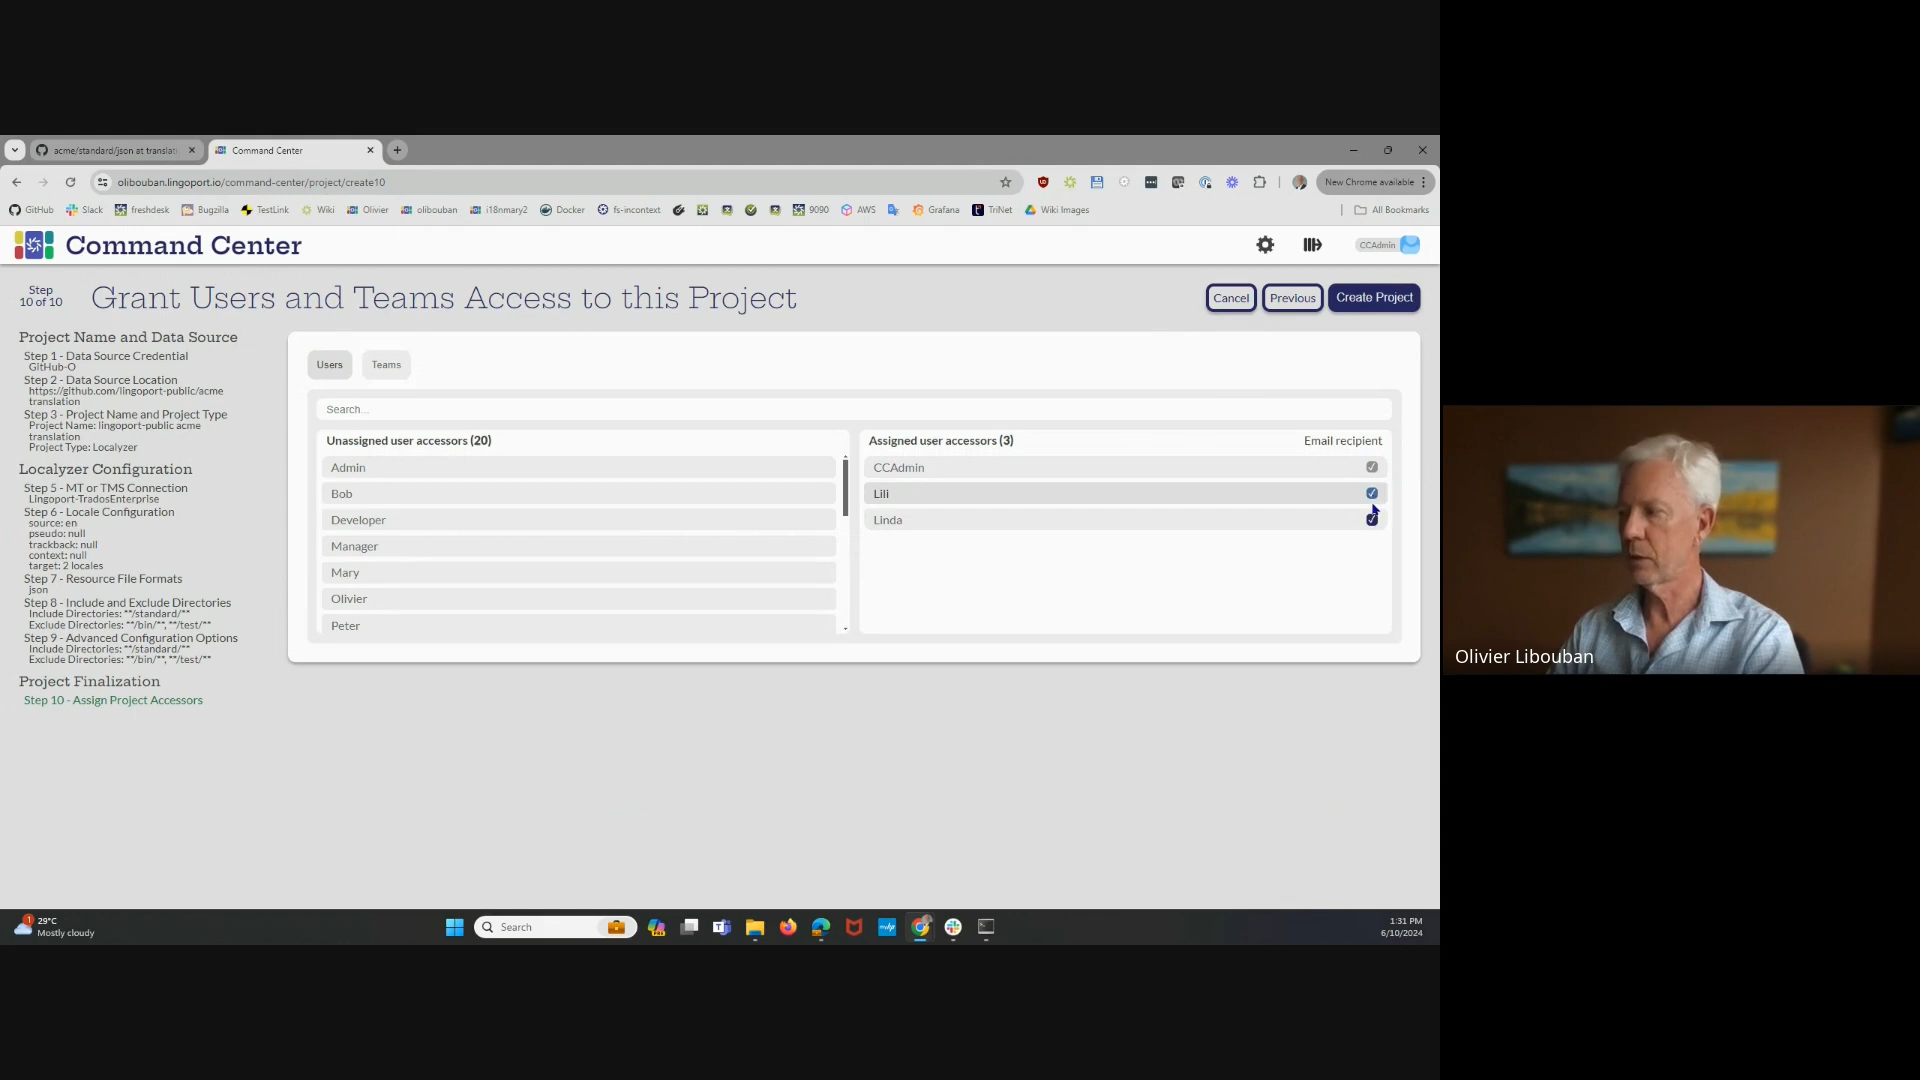 acme/standard/json at translati
Command Center
olibouban.lingoport.io/command-center/project/create10
New Chrome available
GitHub
Slack
freshdesk
Bugzilla
TestLink
Wiki
Olivier
olibouban
i18nmary2
Docker
fs-incontext
9090
AWS
Grafana
TriNet
Wiki Images
All Bookmarks
Command Center
CCAdmin
Step
10 of 10
Grant Users and Teams Access to this Project
Cancel
Previous
Create Project
Project Name and Data Source
Step 1 - Data Source Credential
GitHub-O
Step 2 - Data Source Location
https://github.com/lingoport-public/acme
translation
Step 3 - Project Name and Project Type
Project Name: lingoport-public acme
translation
Project Type: Localyzer
Localyzer Configuration
Step 5 - MT or TMS Connection
Lingoport-TradosEnterprise
Step 6 - Locale Configuration
source: en
pseudo: null
trackback: null
context: null
target: 2 locales
Step 7 - Resource File Formats
json
Step 8 - Include and Exclude Directories
Include Directories: **/standard/**
Exclude Directories: **/bin/**, **/test/**
Step 9 - Advanced Configuration Options
Include Directories: **/standard/**
Exclude Directories: **/bin/**, **/test/**
Project Finalization
Step 10 - Assign Project Accessors
Users
Teams
Search...
Unassigned user accessors (20)
Admin
Bob
Developer
Manager
Mary
Olivier
Peter
Assigned user accessors (3)
Email recipient
CCAdmin
Lili
Linda
Olivier Libouban
1
29°C
Mostly cloudy
Search
1:31 PM
6/10/2024